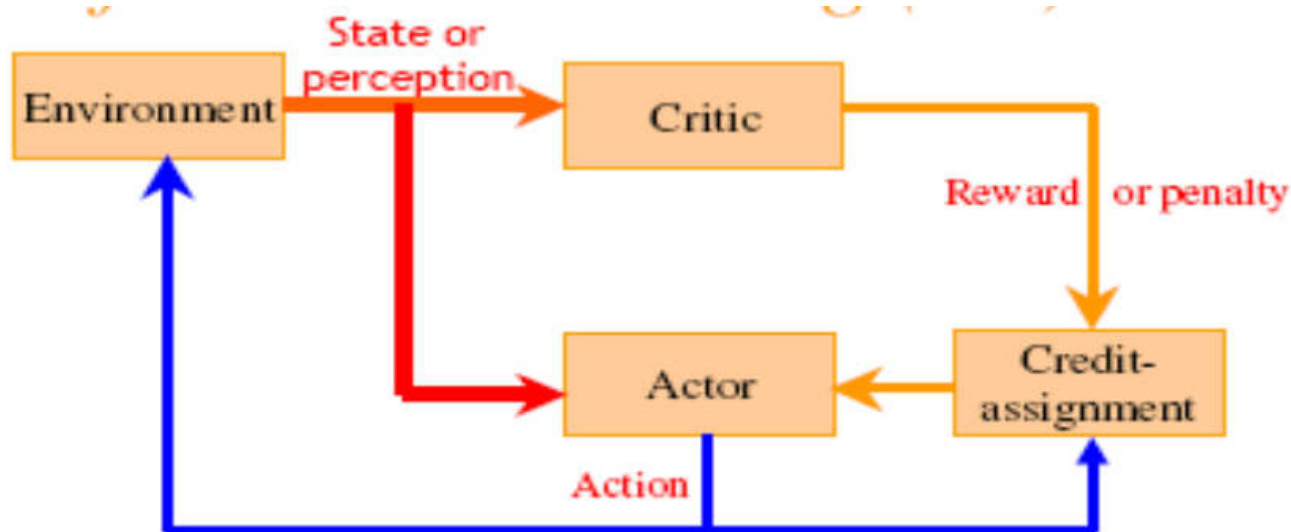 State or
perception
Environment
Critic
Reward or penalty
Actor
Credit-
assignment
Action